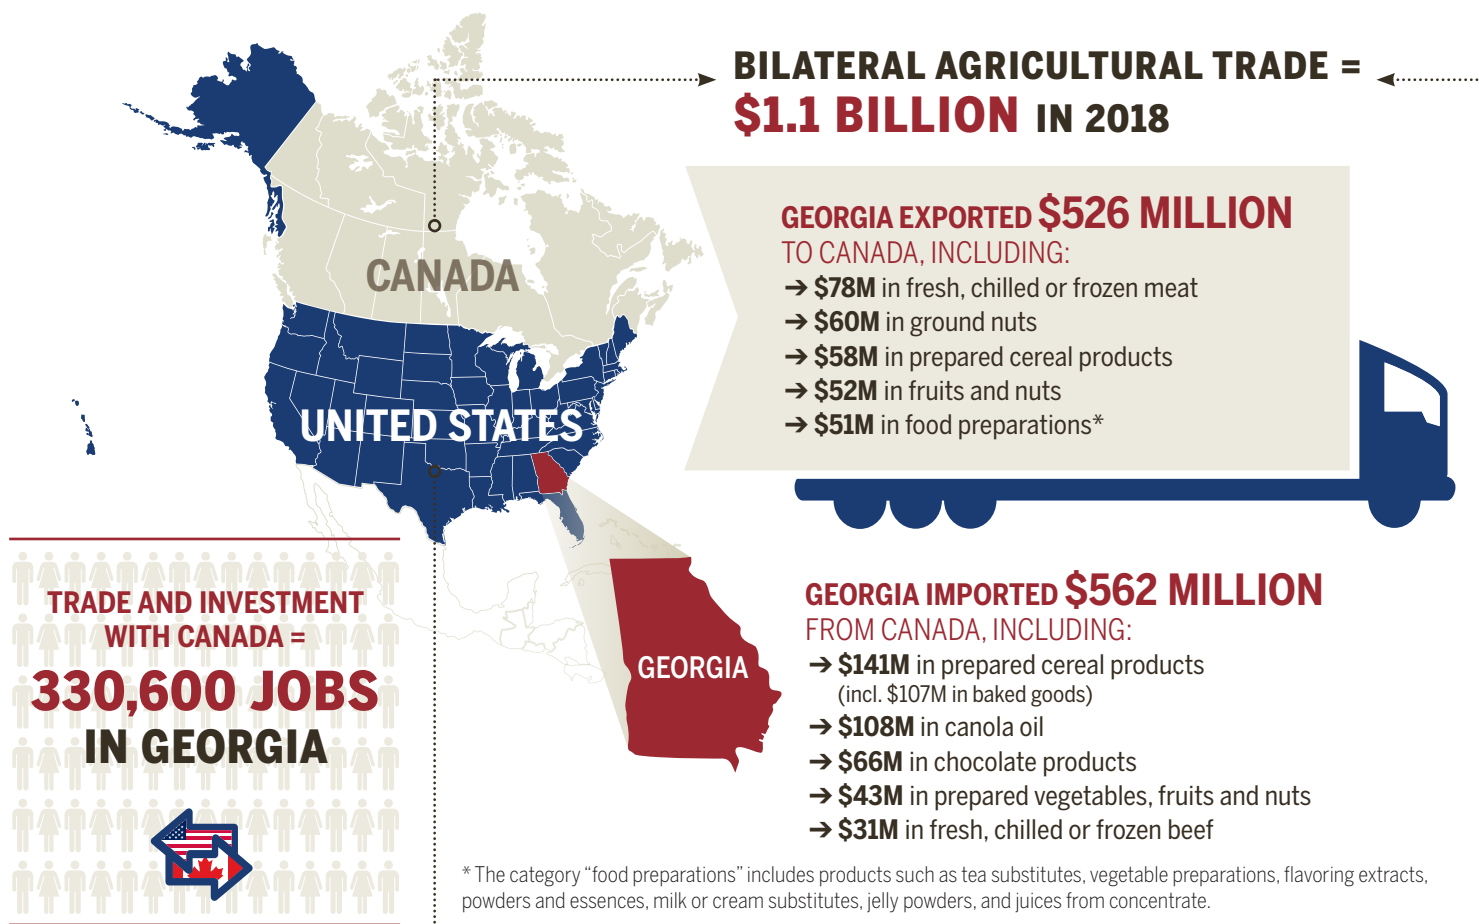 BILATERAL AGRICULTURAL TRADE =
$1.1 BILLION IN 2018
CANADA
UNITED STATES
GEORGIA EXPORTED $526 MILLION
TO CANADA, INCLUDING:
➔ $78M in fresh, chilled or frozen meat
➔ $60M in ground nuts
➔ $58M in prepared cereal products
➔ $52M in fruits and nuts
➔ $51M in food preparations*
TRADE AND INVESTMENT
WITH CANADA =
330,600 JOBS
IN GEORGIA
GEORGIA
GEORGIA IMPORTED $562 MILLION
FROM CANADA, INCLUDING:
➔ $141M in prepared cereal products
(incl. $107M in baked goods)
➔ $108M in canola oil
➔ $66M in chocolate products
➔ $43M in prepared vegetables, fruits and nuts
➔ $31M in fresh, chilled or frozen beef
* The category “food preparations” includes products such as tea substitutes, vegetable preparations, flavoring extracts,
powders and essences, milk or cream substitutes, jelly powders, and juices from concentrate.